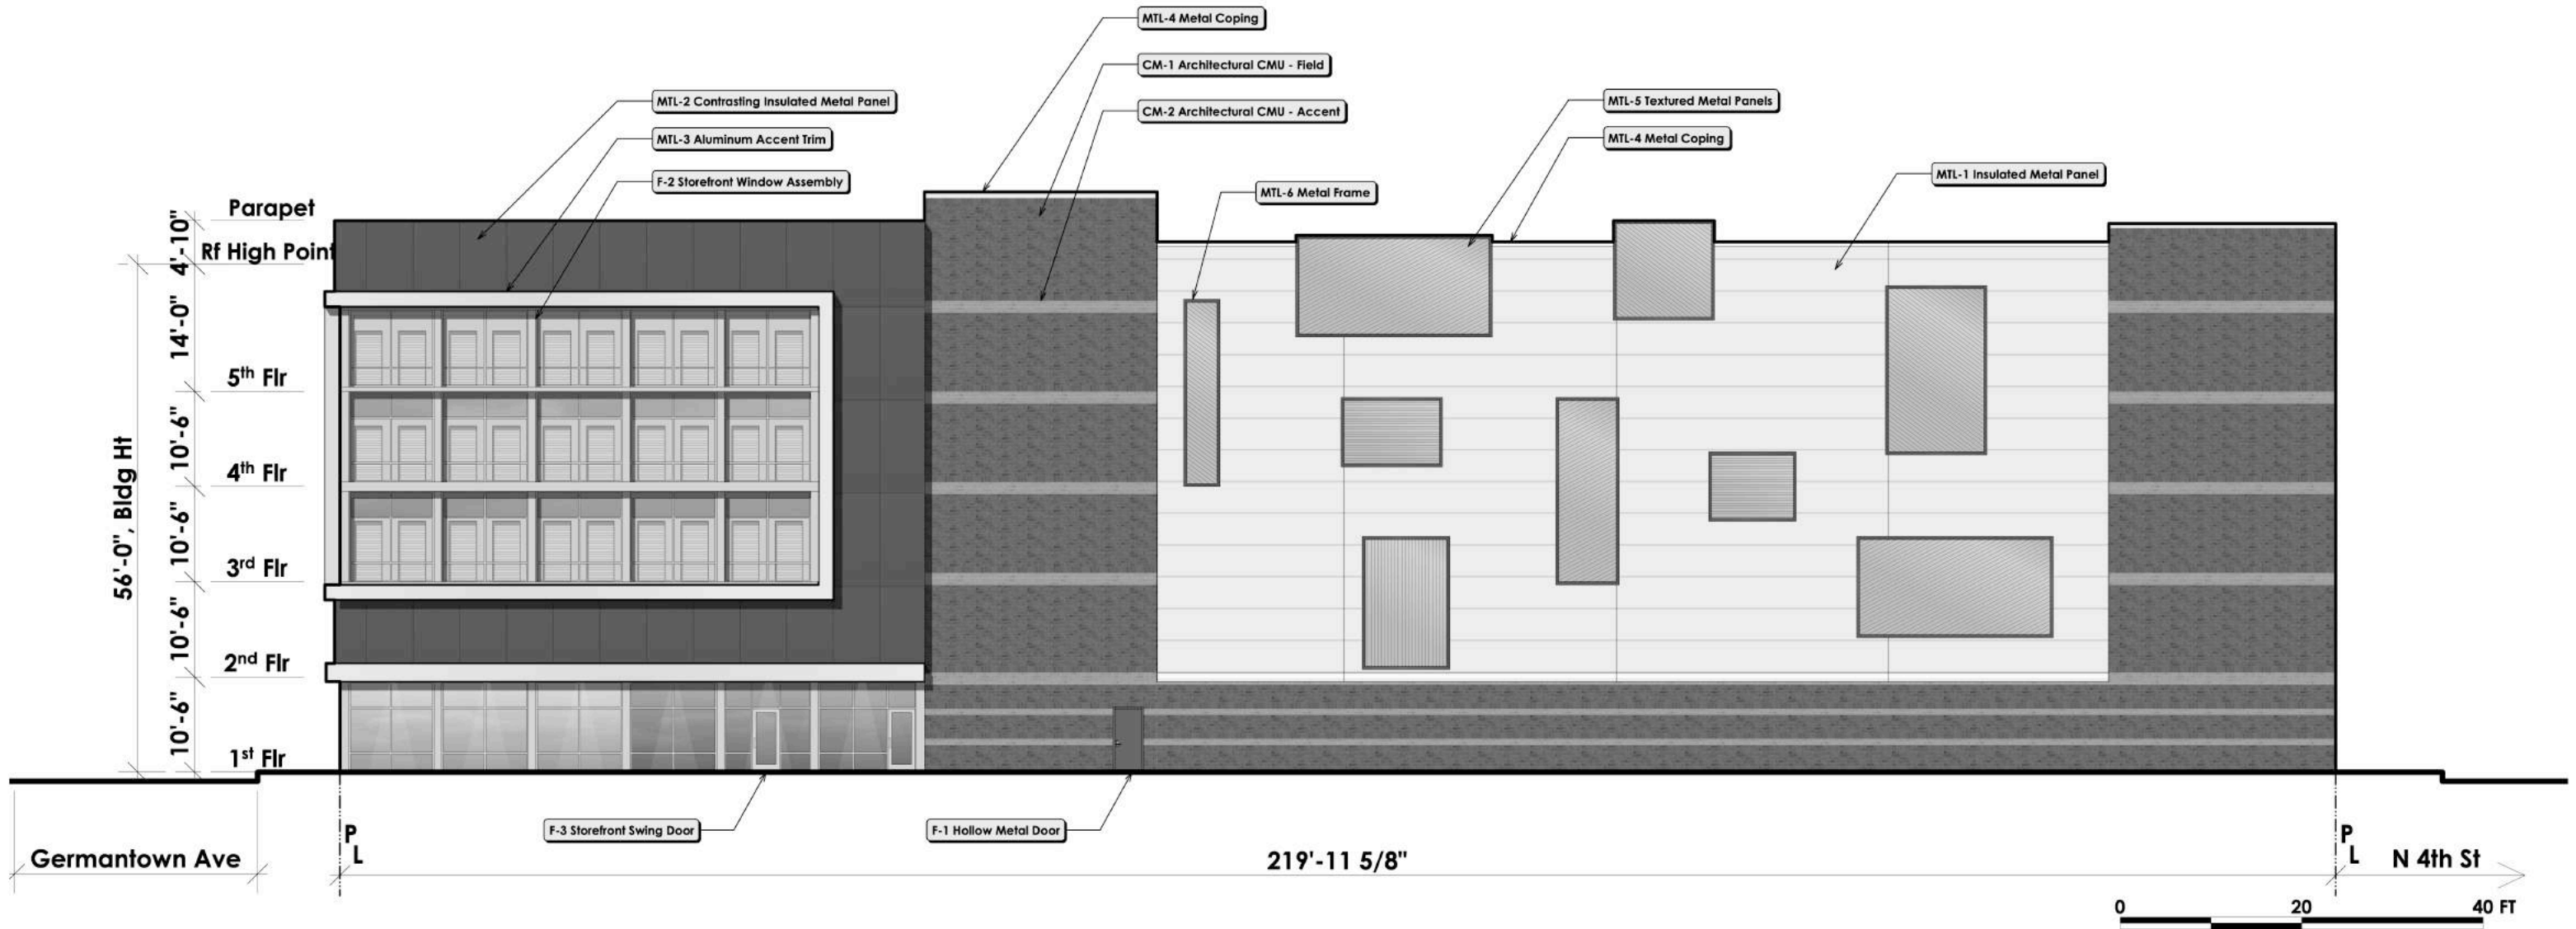 MTL-4 Metal Coping
CM-1 Architectural CMU - Field
CM-2 Architectural CMU - Accent
MTL-2 Contrasting Insulated Metal Panel
MTL-3 Aluminum Accent Trim
F-2 Storefront Window Assembly
MTL-5 Textured Metal Panels
MTL-4 Metal Coping
MTL-1 Insulated Metal Panel
MTL-6 Metal Frame
Parapet
4'-10"
Rf High Point
14'-0"
5th Flr
10'-6"
4th Flr
10'-6"
3rd Flr
10'-6"
2nd Flr
10'-6"
1st Flr
56'-0", Bldg Ht
F-3 Storefront Swing Door
F-1 Hollow Metal Door
Germantown Ave
P
L
219'-11 5/8"
P
L
N 4th St
0 20 40 FT